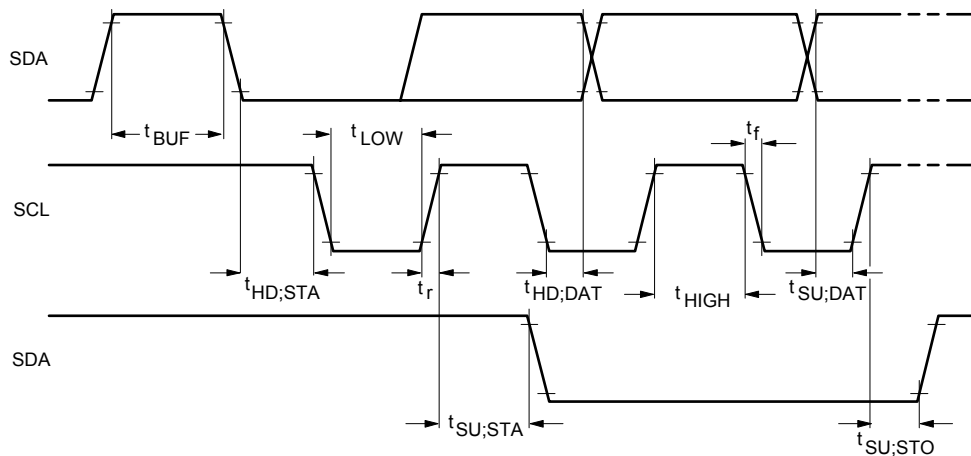 SDA
t BUF
t LOW
t f
SCL
t HD;STA
t r
t HD;DAT
t HIGH
t SU;DAT
SDA
t SU;STA
t SU;STO